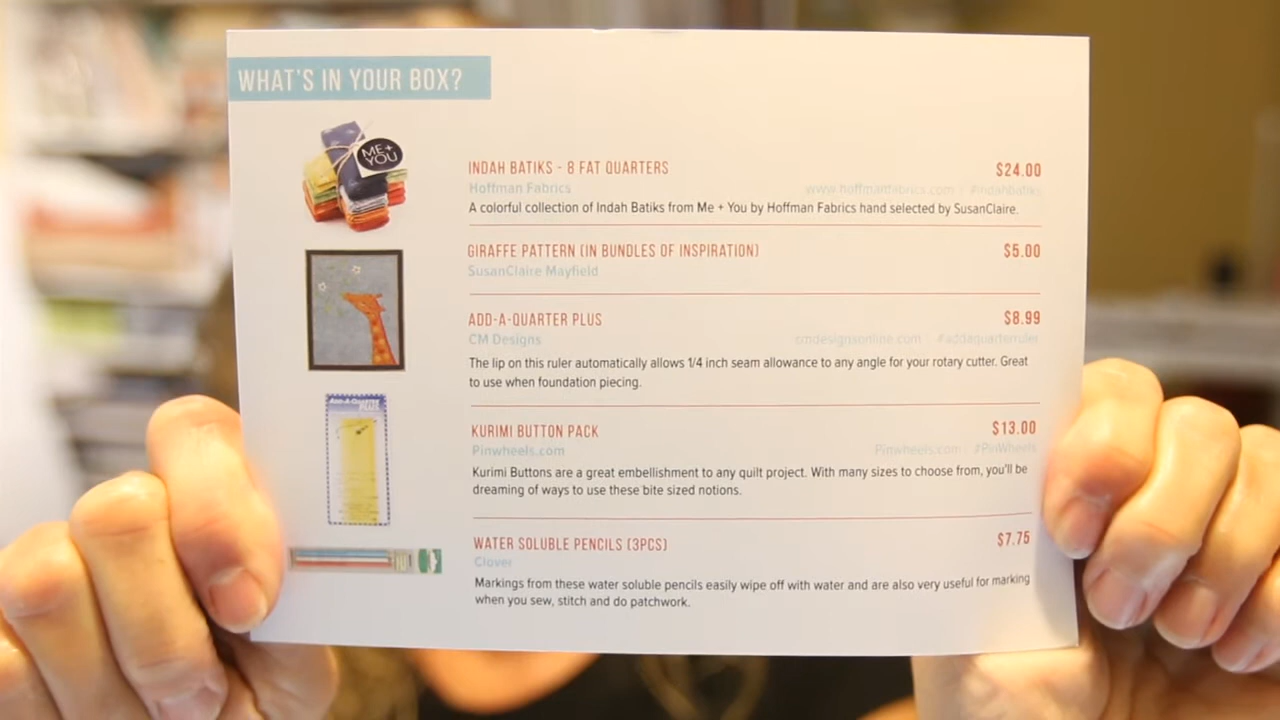 WHAT'S IN YOUR BOX?
ME+
YOU
INDAH BATIKS - 8 FAT QUARTERS $24.00
Hoffman Fabrics www.hoffmanfabrics.com #indahbatiks
A colorful collection of Indah Batiks from Me + You by Hoffman Fabrics hand selected by SusanClaire.
GIRAFFE PATTERN (IN BUNDLES OF INSPIRATION) $5.00
SusanClaire Mayfield
ADD-A-QUARTER PLUS $8.99
CM Designs cmdesignsonline.com #addaquarterruler
The lip on this ruler automatically allows 1/4 inch seam allowance to any angle for your rotary cutter. Great
to use when foundation piecing.
Add-A-Quarter
PLUS
KURIMI BUTTON PACK $13.00
Pinwheels.com Pinwheels.com #PinWheels
Kurimi Buttons are a great embellishment to any quilt project. With many sizes to choose from, you'll be
dreaming of ways to use these bite sized notions.
WATER SOLUBLE PENCILS (3PCS) $7.75
Clover
Markings from these water soluble pencils easily wipe off with water and are also very useful for marking
when you sew, stitch and do patchwork.